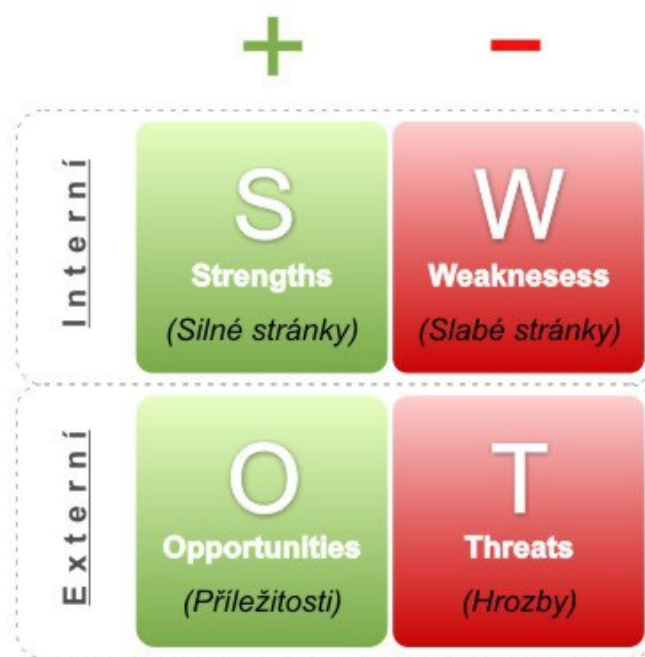 + −
Interní
S
Strengths
(Silné stránky)
W
Weaknesess
(Slabé stránky)
Externí
O
Opportunities
(Příležitosti)
T
Threats
(Hrozby)